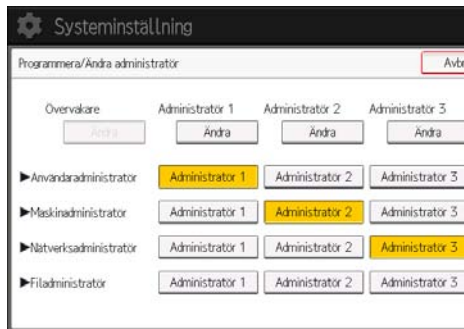 Systeminställning
Programmera/Ändra administratör Avbr
Övervakare Administratör 1 Administratör 2 Administratör 3
Ändra Ändra Ändra Ändra
►Användaradministratör Administratör 1 Administratör 2 Administratör 3
►Maskinadministratör Administratör 1 Administratör 2 Administratör 3
►Nätverksadministratör Administratör 1 Administratör 2 Administratör 3
►Filadministratör Administratör 1 Administratör 2 Administratör 3